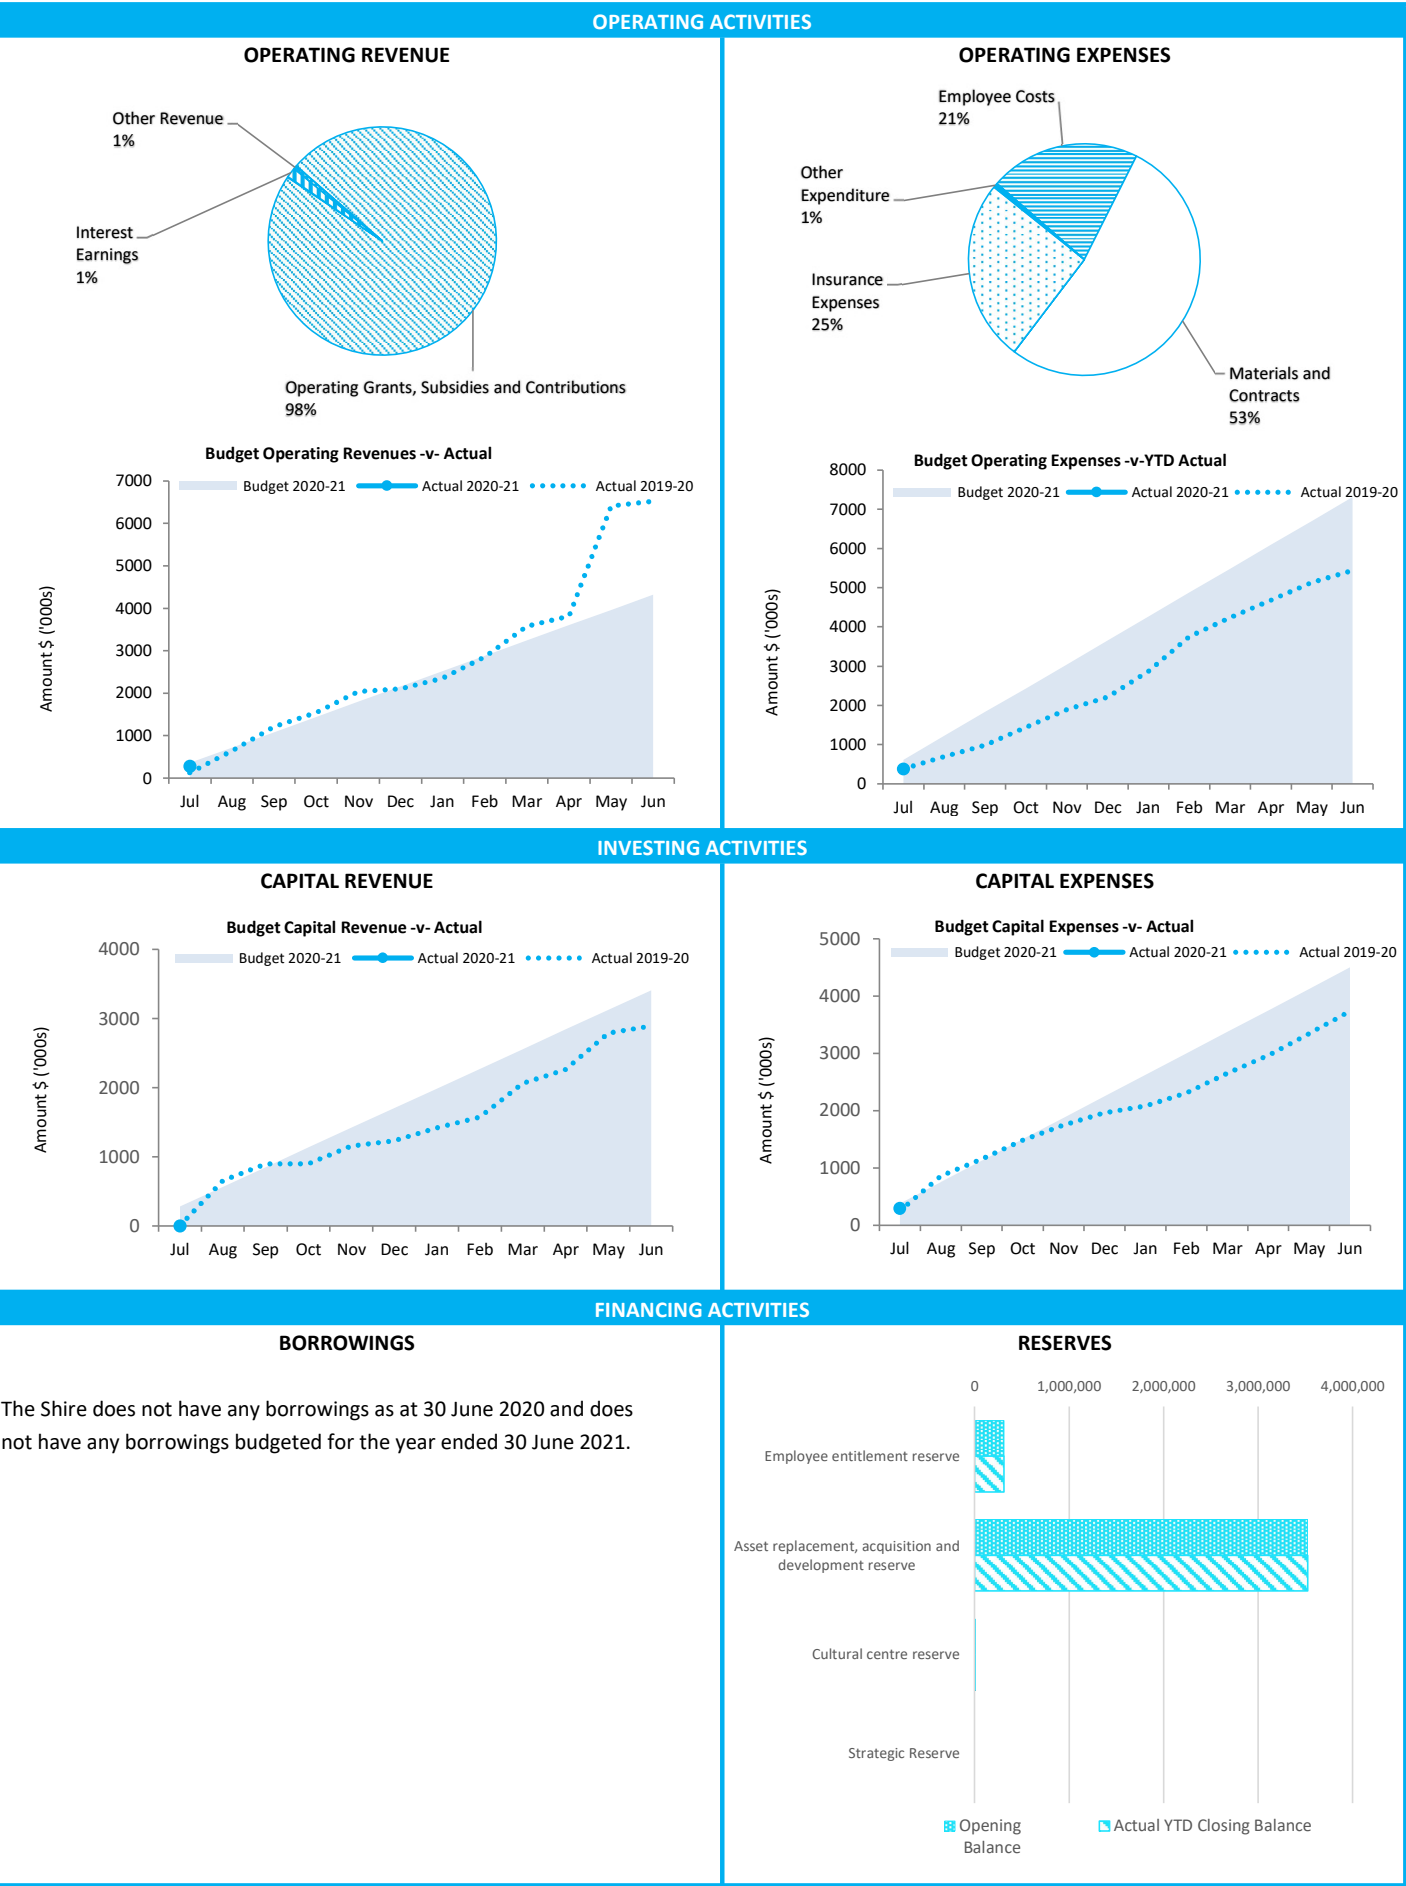 OPERATING ACTIVITIES
OPERATING REVENUE
Other Revenue
1%
Interest
Earnings
1%
Operating Grants, Subsidies and Contributions
98%
Budget Operating Revenues -v- Actual
Budget 2020-21
Actual 2020-21
Actual 2019-20
Amount $ ('000s)
7000
6000
5000
4000
3000
2000
1000
0
Jul Aug Sep Oct Nov Dec Jan Feb Mar Apr May Jun
OPERATING EXPENSES
Employee Costs
21%
Other
Expenditure
1%
Insurance
Expenses
25%
Materials and
Contracts
53%
Budget Operating Expenses -v-YTD Actual
Budget 2020-21
Actual 2020-21
Actual 2019-20
Amount $ ('000s)
8000
7000
6000
5000
4000
3000
2000
1000
0
Jul Aug Sep Oct Nov Dec Jan Feb Mar Apr May Jun
INVESTING ACTIVITIES
CAPITAL REVENUE
Budget Capital Revenue -v- Actual
Budget 2020-21
Actual 2020-21
Actual 2019-20
Amount $ ('000s)
4000
3000
2000
1000
0
Jul Aug Sep Oct Nov Dec Jan Feb Mar Apr May Jun
CAPITAL EXPENSES
Budget Capital Expenses -v- Actual
Budget 2020-21
Actual 2020-21
Actual 2019-20
Amount $ ('000s)
5000
4000
3000
2000
1000
0
Jul Aug Sep Oct Nov Dec Jan Feb Mar Apr May Jun
FINANCING ACTIVITIES
BORROWINGS
The Shire does not have any borrowings as at 30 June 2020 and does
not have any borrowings budgeted for the year ended 30 June 2021.
RESERVES
0 1,000,000 2,000,000 3,000,000 4,000,000
Employee entitlement reserve
Asset replacement, acquisition and
development reserve
Cultural centre reserve
Strategic Reserve
Opening
Balance
Actual YTD Closing Balance